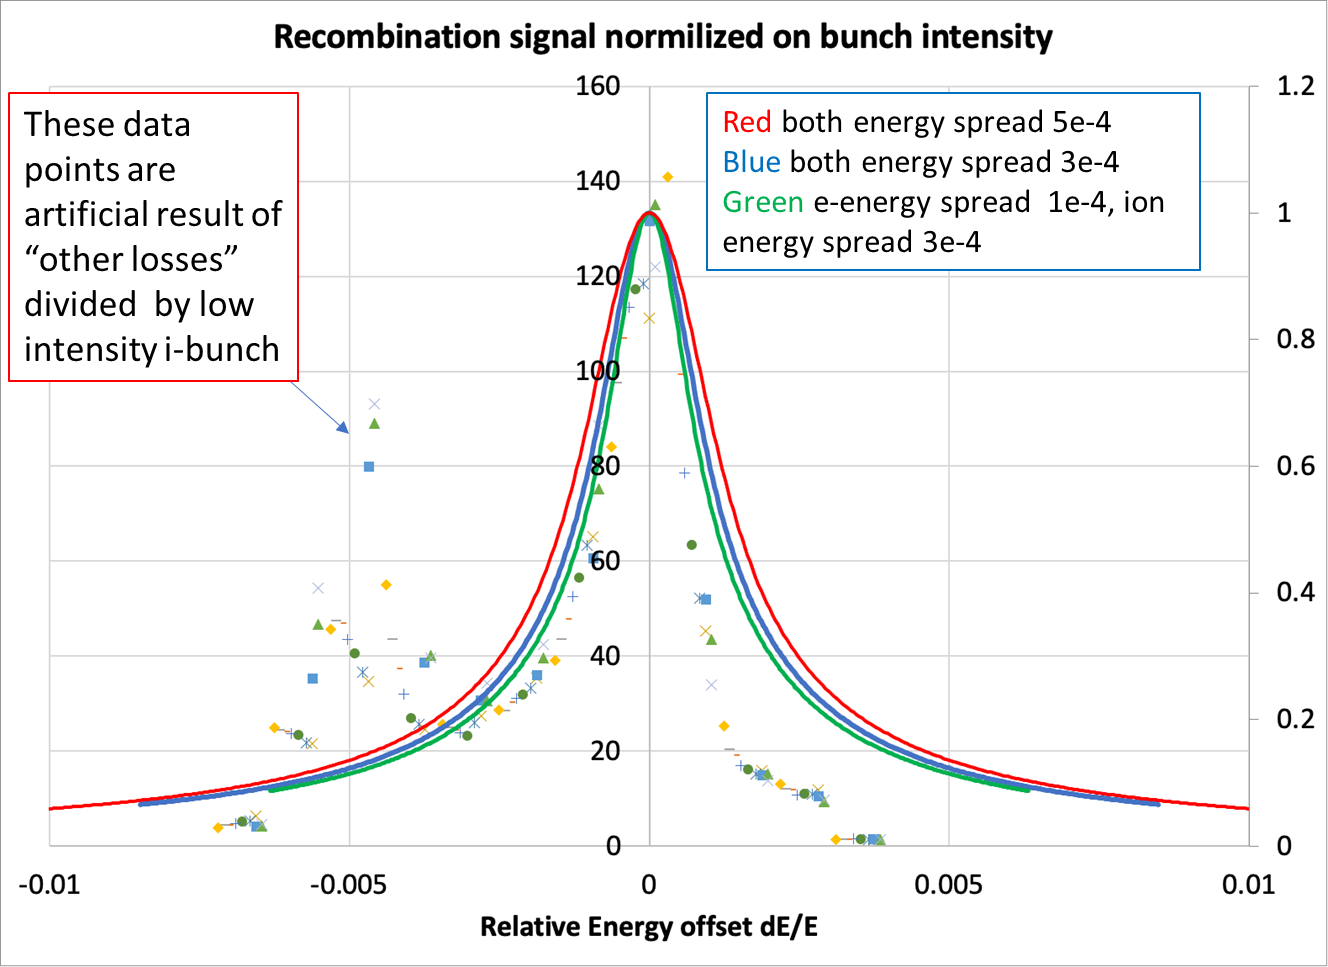 Recombination signal normilized on bunch intensity
These data
points are
artificial result of
“other losses”
divided  by low
intensity i-bunch
Red both energy spread 5e-4
Blue both energy spread 3e-4
Green e-energy spread  1e-4, ion
energy spread 3e-4
160
140
120
100
80
60
40
20
0
1.2
1
0.8
0.6
0.4
0.2
0
-0.01
-0.005
0
0.005
0.01
Relative Energy offset dE/E